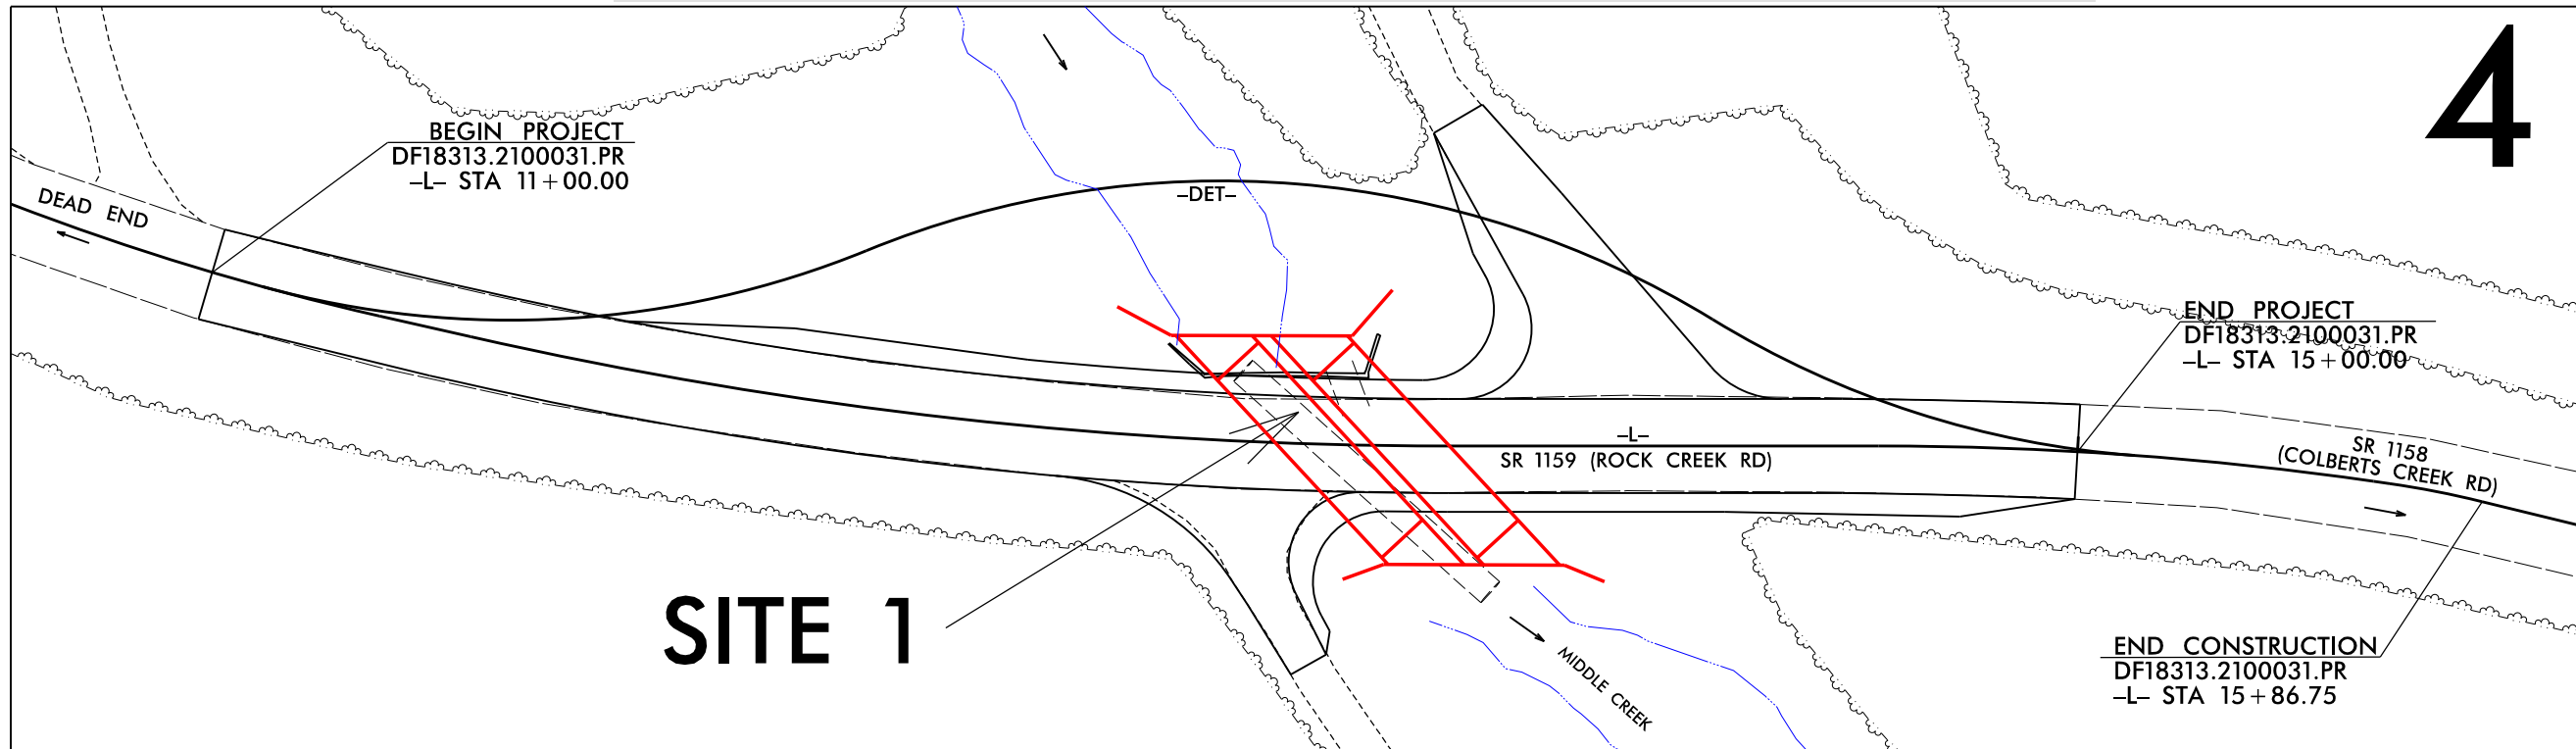 4
BEGIN PROJECT
DF18313.2100031.PR
-L- STA 11+00.00
DEAD END
-DET-
END PROJECT
DF18313.2100031.PR
-L- STA 15+00.00
-L-
SR 1159 (ROCK CREEK RD)
SR 1158
(COLBERTS CREEK RD)
SITE 1
MIDDLE CREEK
END CONSTRUCTION
DF18313.2100031.PR
-L- STA 15+86.75